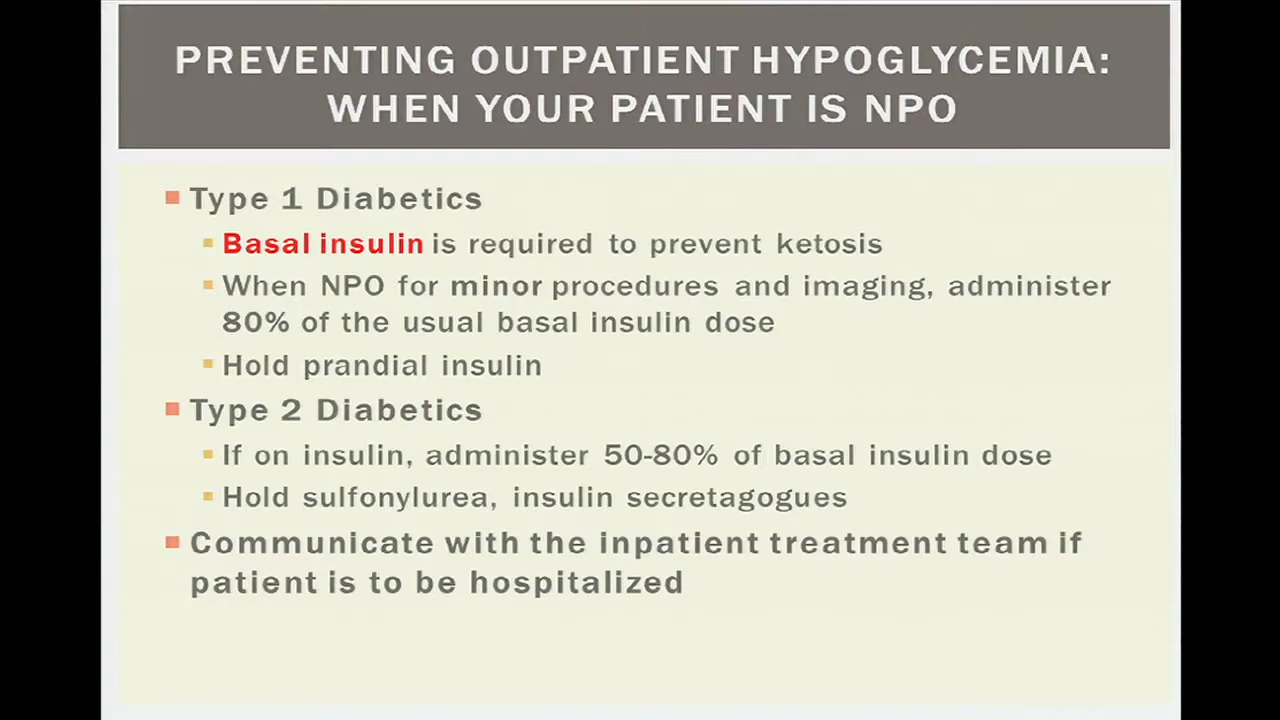 PREVENTING OUTPATIENT HYPOGLYCEMIA:
WHEN YOUR PATIENT IS NPO
Type 1 Diabetics
Basal insulin is required to prevent ketosis
When NPO for minor procedures and imaging, administer
80% of the usual basal insulin dose
Hold prandial insulin
Type 2 Diabetics
If on insulin, administer 50-80% of basal insulin dose
Hold sulfonylurea, insulin secretagogues
Communicate with the inpatient treatment team if
patient is to be hospitalized